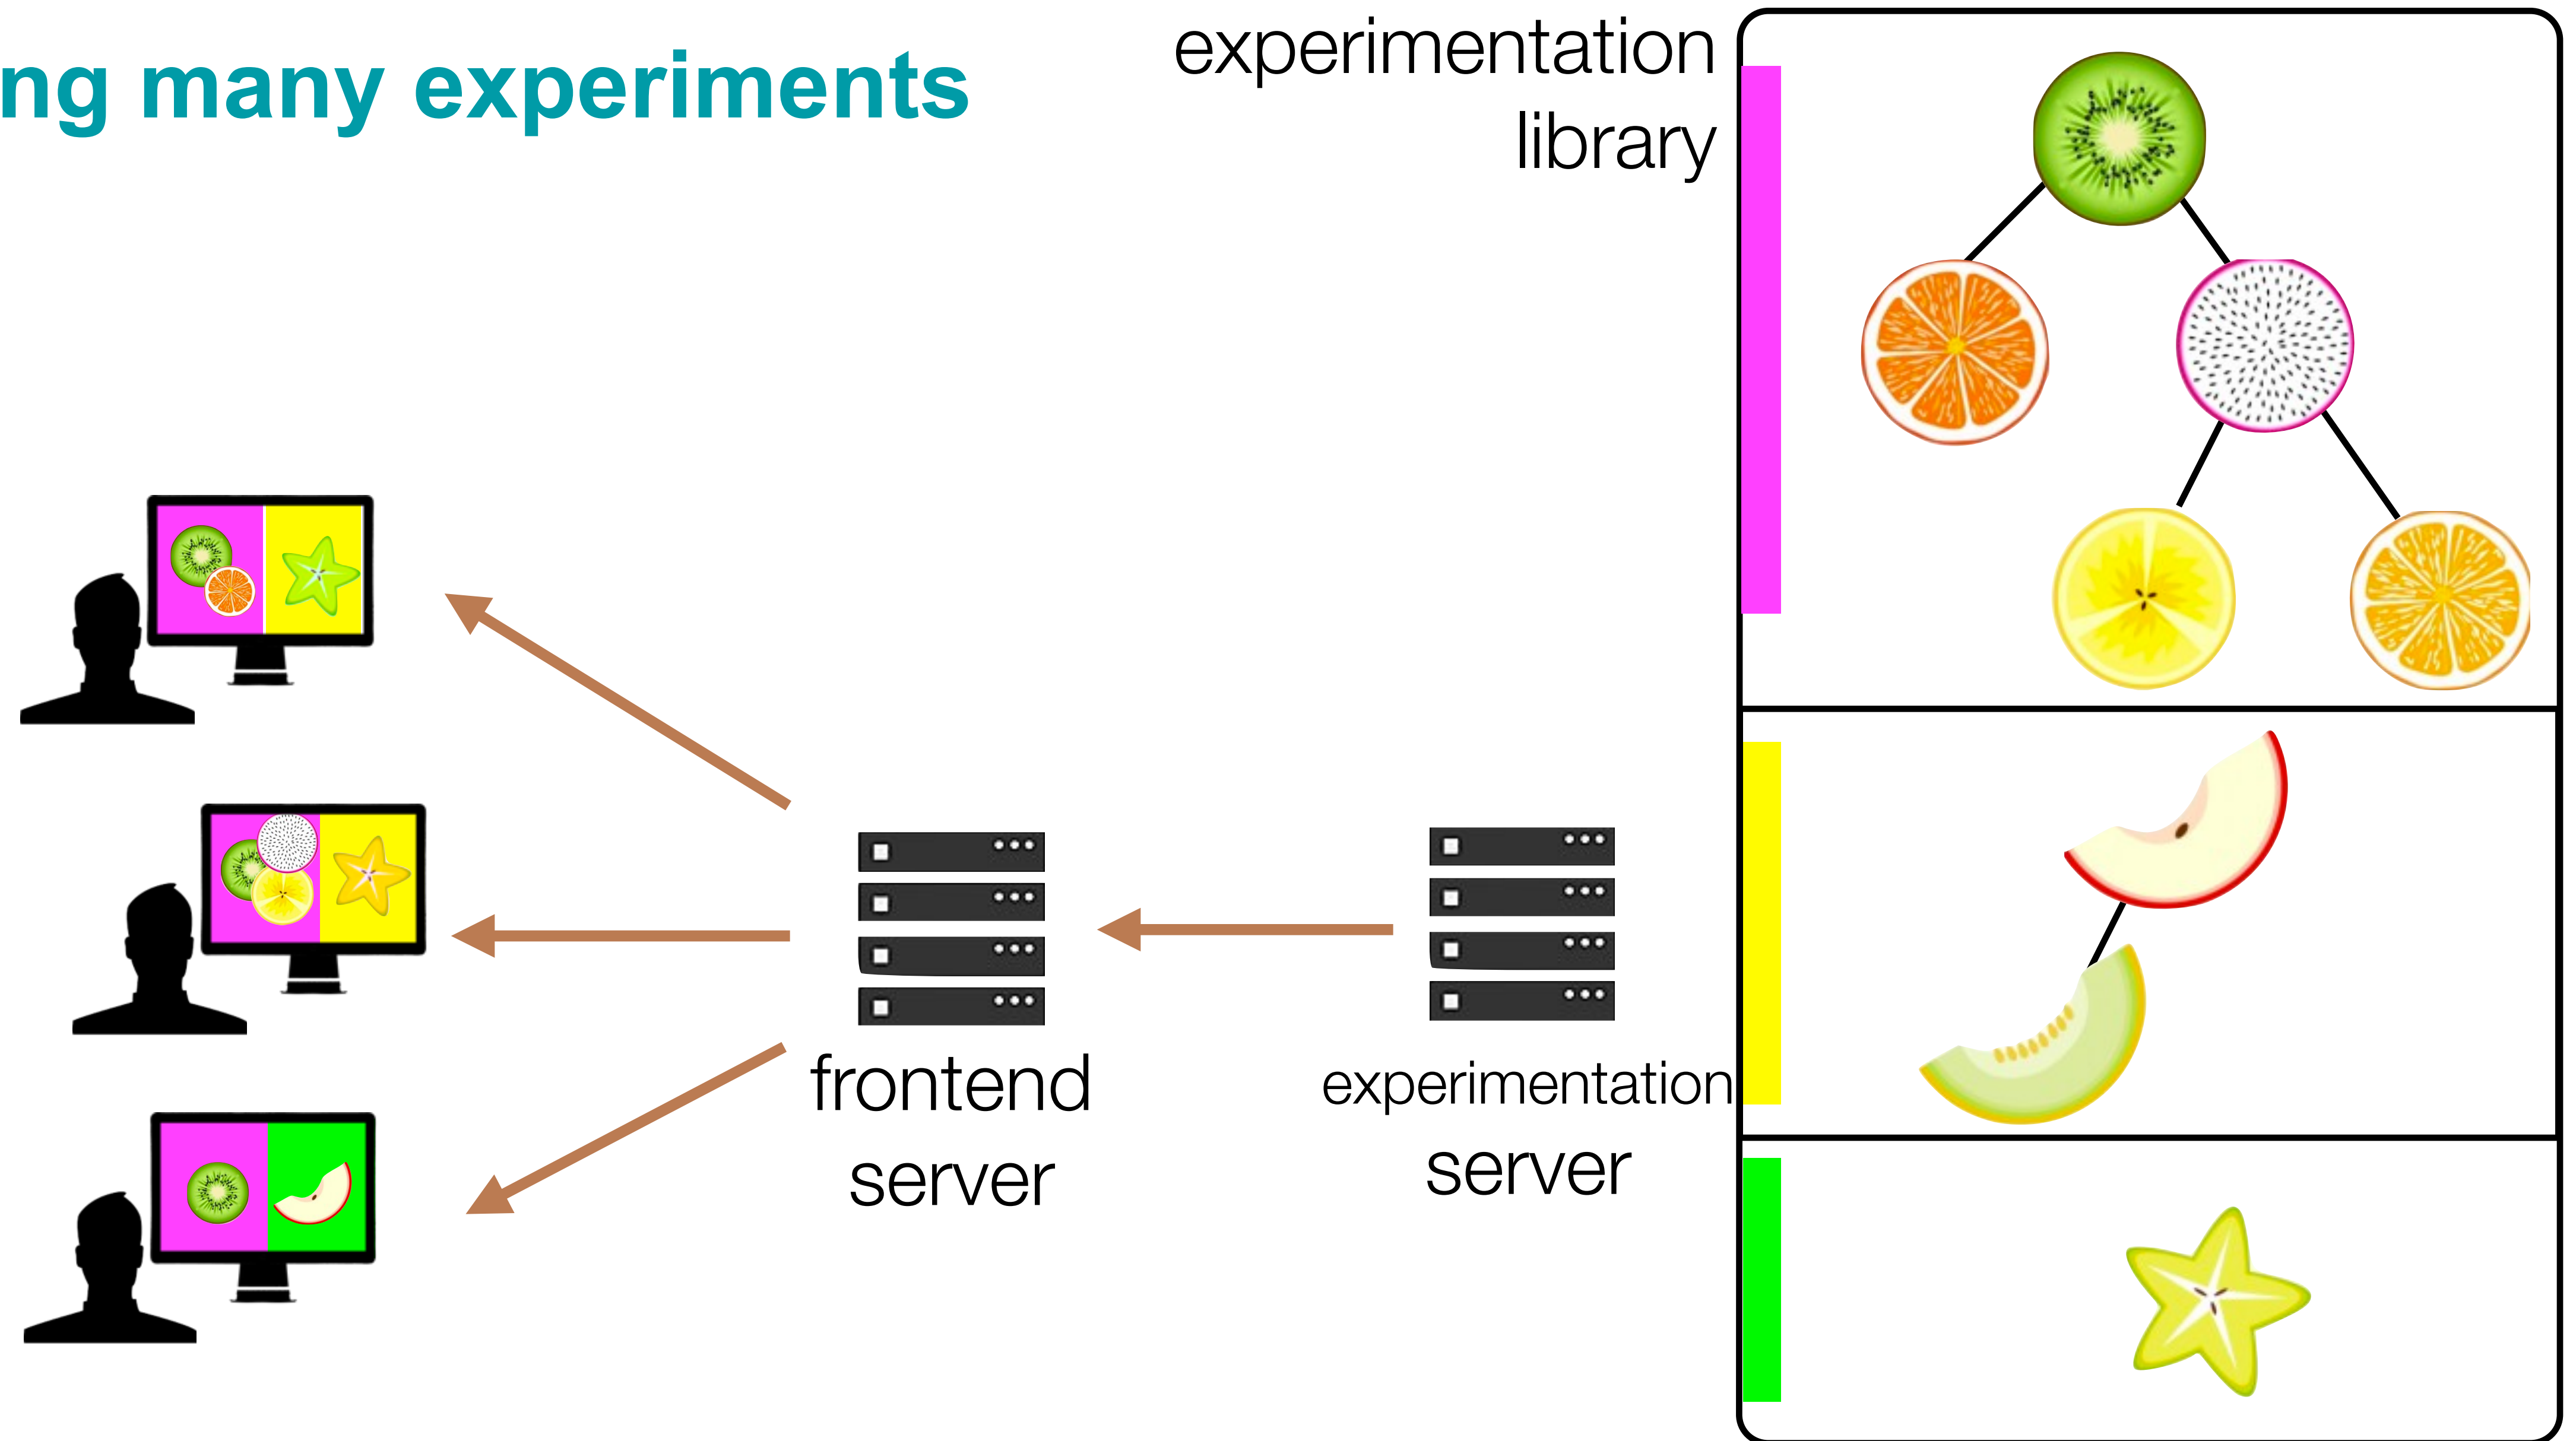 ng many experiments
experimentation
library
frontend
server
experimentation
server